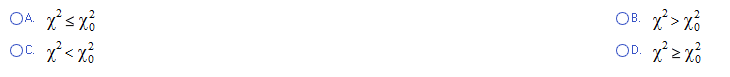 A. χ² ≤ χ₀² B. χ² > χ₀²
C. χ² < χ₀² D. χ² ≥ χ₀²